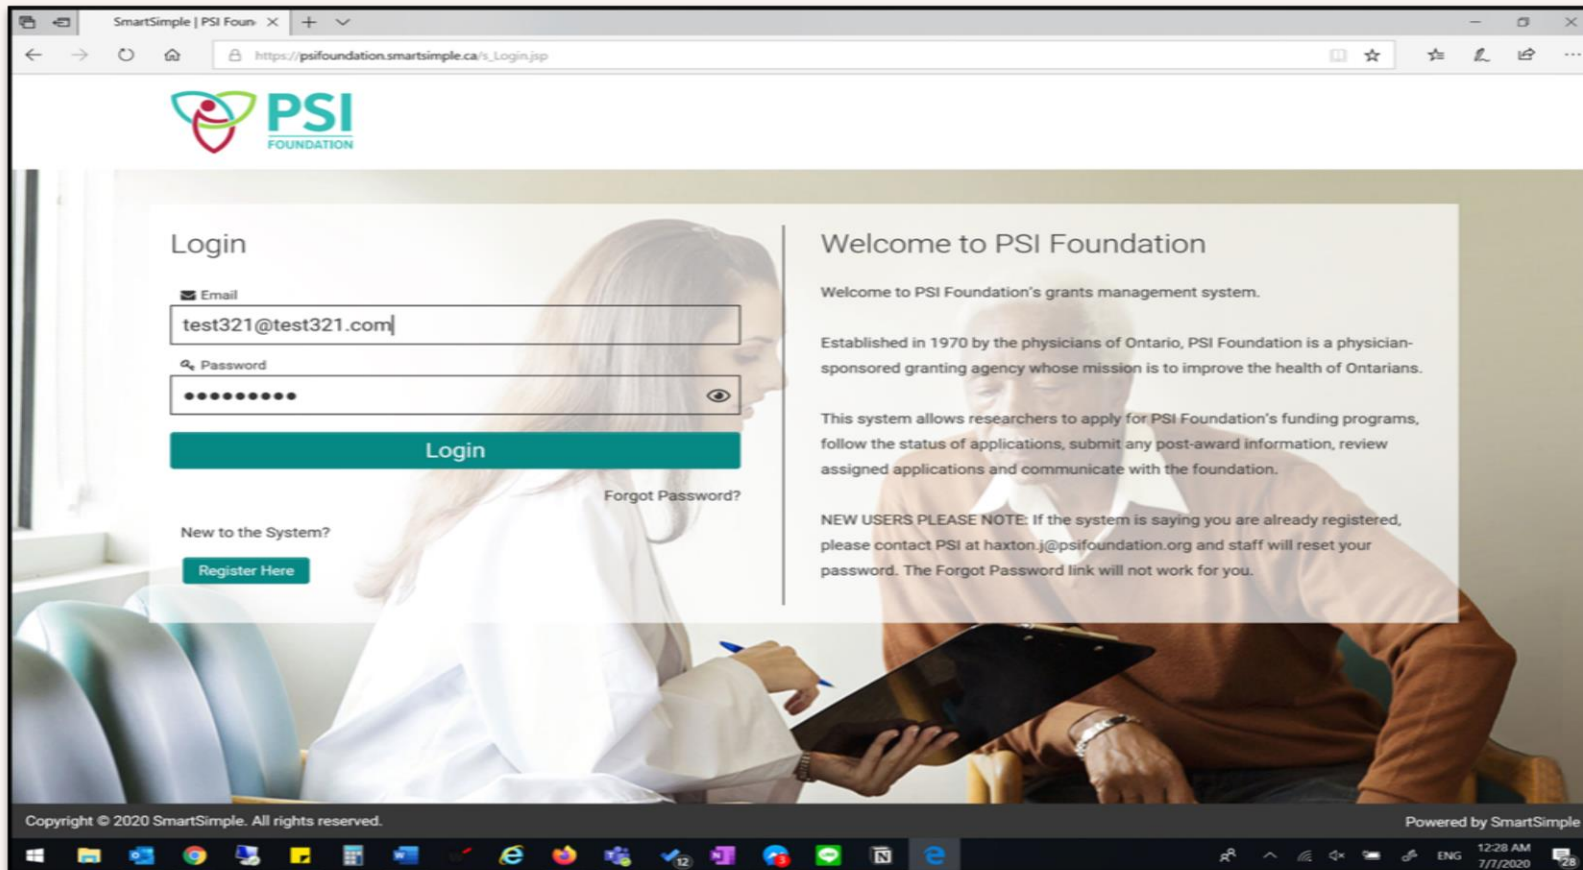 SmartSimple | PSI Foun
https://psifoundation.smartsimple.ca/s_Login.jsp
PSI
FOUNDATION
Login
Email
test321@test321.com
Password
Login
Forgot Password?
New to the System?
Register Here
Welcome to PSI Foundation
Welcome to PSI Foundation's grants management system.
Established in 1970 by the physicians of Ontario, PSI Foundation is a physician-
sponsored granting agency whose mission is to improve the health of Ontarians.
This system allows researchers to apply for PSI Foundation's funding programs,
follow the status of applications, submit any post-award information, review
assigned applications and communicate with the foundation.
NEW USERS PLEASE NOTE: If the system is saying you are already registered,
please contact PSI at haxton.j@psifoundation.org and staff will reset your
password. The Forgot Password link will not work for you.
Copyright © 2020 SmartSimple. All rights reserved.
Powered by SmartSimple
12
3
ENG
12:28 AM
7/7/2020
28